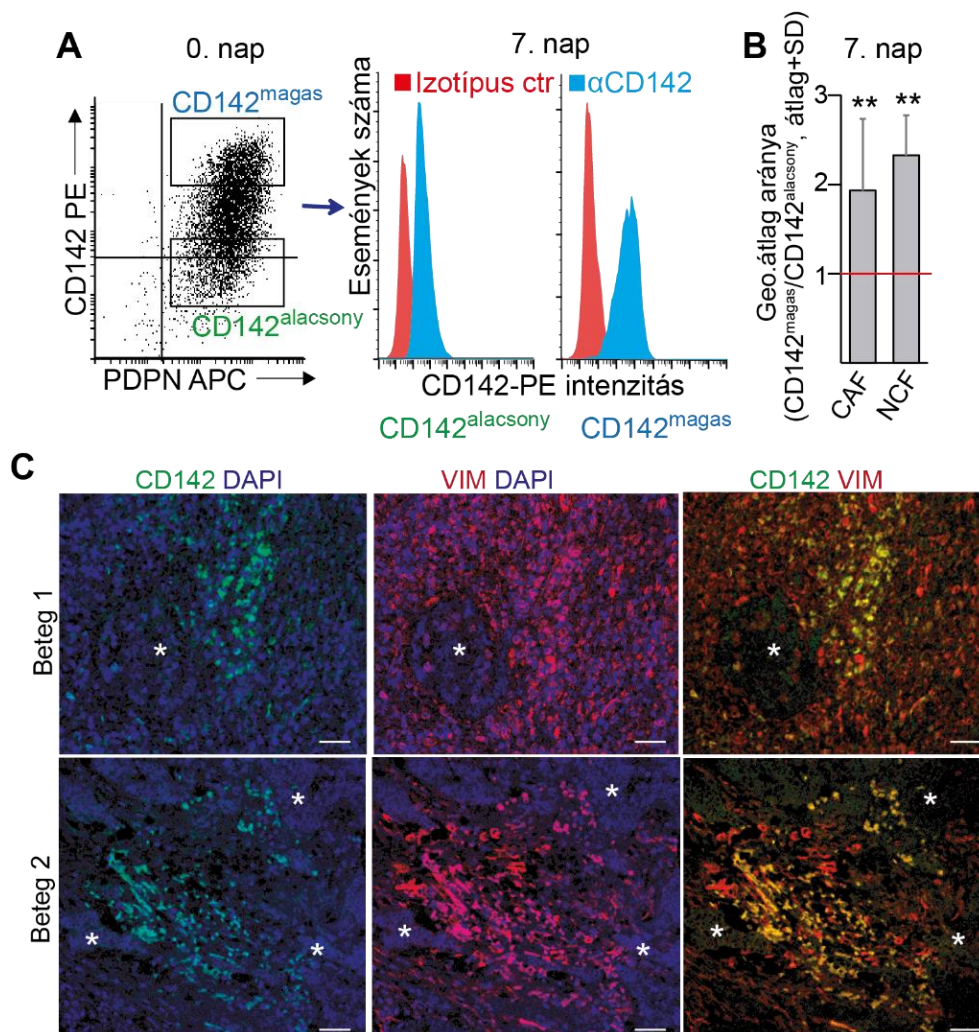 A
0. nap
7. nap
CD142magas
CD142 PE
CD142alacsony
PDPN APC
Izotípus ctr
αCD142
Események száma
CD142-PE intenzitás
CD142alacsony
CD142magas
B
7. nap
Geo.átlag aránya
(CD142magas/CD142alacsony, átlag+SD)
3
2
1
**
**
CAF
NCF
C
CD142 DAPI
VIM DAPI
CD142 VIM
Beteg 1
*
*
*
Beteg 2
*
*
*
*
*
*
*
*
*